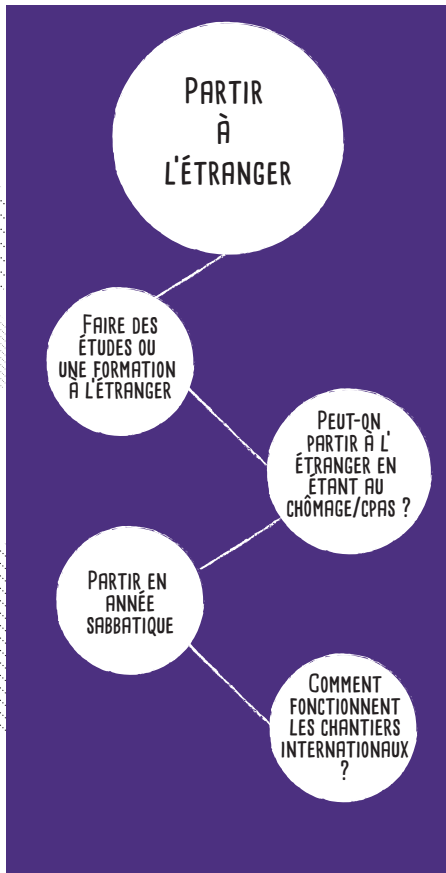 PARTIR
À
L'ÉTRANGER
FAIRE DES
ÉTUDES OU
UNE FORMATION
À L'ÉTRANGER
PEUT-ON
PARTIR À L'
ÉTRANGER EN
ÉTANT AU
CHÔMAGE/CPAS ?
PARTIR EN
ANNÉE
SABBATIQUE
COMMENT
FONCTIONNENT
LES CHANTIERS
INTERNATIONAUX
?